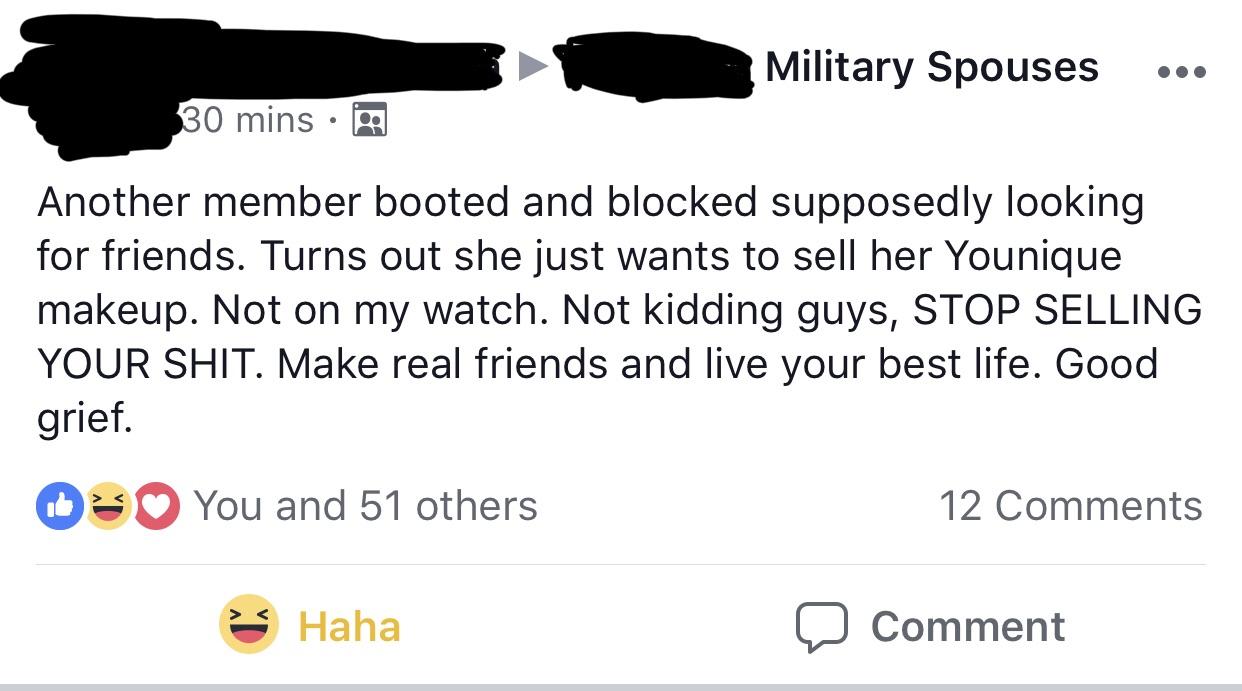 Military Spouses
30 mins ·
Another member booted and blocked supposedly looking
for friends. Turns out she just wants to sell her Younique
makeup. Not on my watch. Not kidding guys, STOP SELLING
YOUR SHIT. Make real friends and live your best life. Good
grief.
You and 51 others
12 Comments
Haha
Comment